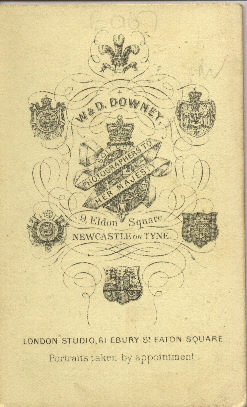 W & D. DOWNEY,
PHOTOGRAPHERS TO
HER MAJESTY
9 Eldon Square
NEWCASTLE ON TYNE
LONDON STUDIO, 61 EBURY ST EATON SQUARE
Portraits taken by appointment